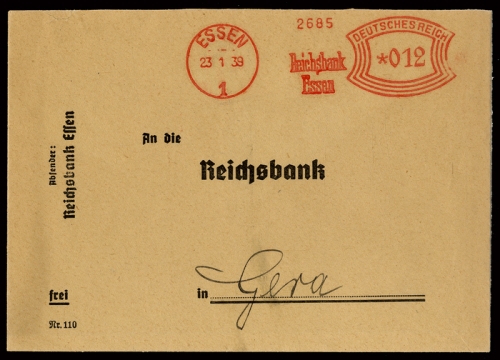 2685
ESSEN
23 1 39
1
Reichsbank
Essen
DEUTSCHES REICH
*012
Absender:
Reichsbank Essen
An die
Reichsbank
frei
in Gera
Nr. 110